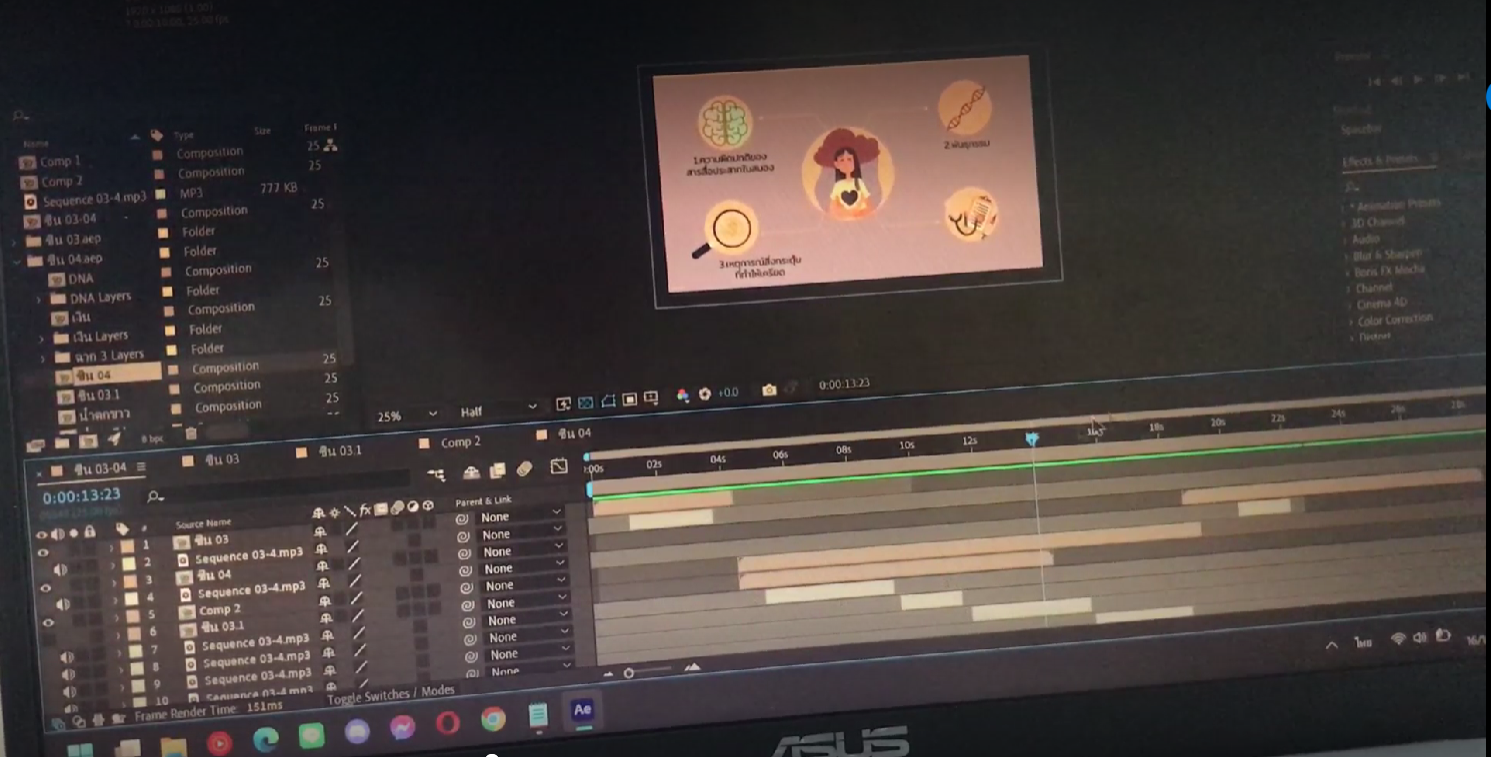 Name Type Size Frame
Comp 1 Composition 25
Comp 2 Composition 25
Sequence 03-4.mp3 MP3 777 KB
ซีน 03-04 Composition 25
ซีน 03.aep Folder
ซีน 04.aep Folder
DNA Composition 25
DNA Layers Folder
เงิน Composition 25
เงิน Layers Folder
ฉาก 3 Layers Folder
ซีน 04 Composition 25
ซีน 03.1 Composition 25
Composition 25
8 bpc
1.ความผิดปกติของ
สารสื่อประสาทในสมอง
2.พันธุกรรม
3.เหตุการณ์สิ่งกระตุ้น
ที่ทำให้เครียด
Effects & Presets
* Animation Presets
3D Channel
Audio
Blur & Sharpen
Boris FX Mocha
Channel
Cinema 4D
Color Correction
Distort
25% Half +0.0 0:00:13:23
ซีน 03-04 ซีน 03 ซีน 03.1 Comp 2 ซีน 04
0:00:13:23
02s 04s 06s 08s 10s 12s 16s 18s 20s 22s 24s 26s 28s
# Source Name Parent & Link
1 ซีน 03 None
2 Sequence 03-4.mp3 None
3 ซีน 04 None
4 Sequence 03-4.mp3 None
5 Comp 2 None
6 ซีน 03.1 None
7 Sequence 03-4.mp3 None
8 Sequence 03-4.mp3 None
9 Sequence 03-4.mp3 None
10 Sequence 03-4.mp3 None
Frame Render Time: 151ms Toggle Switches / Modes
Ae
ไทย
ASUS